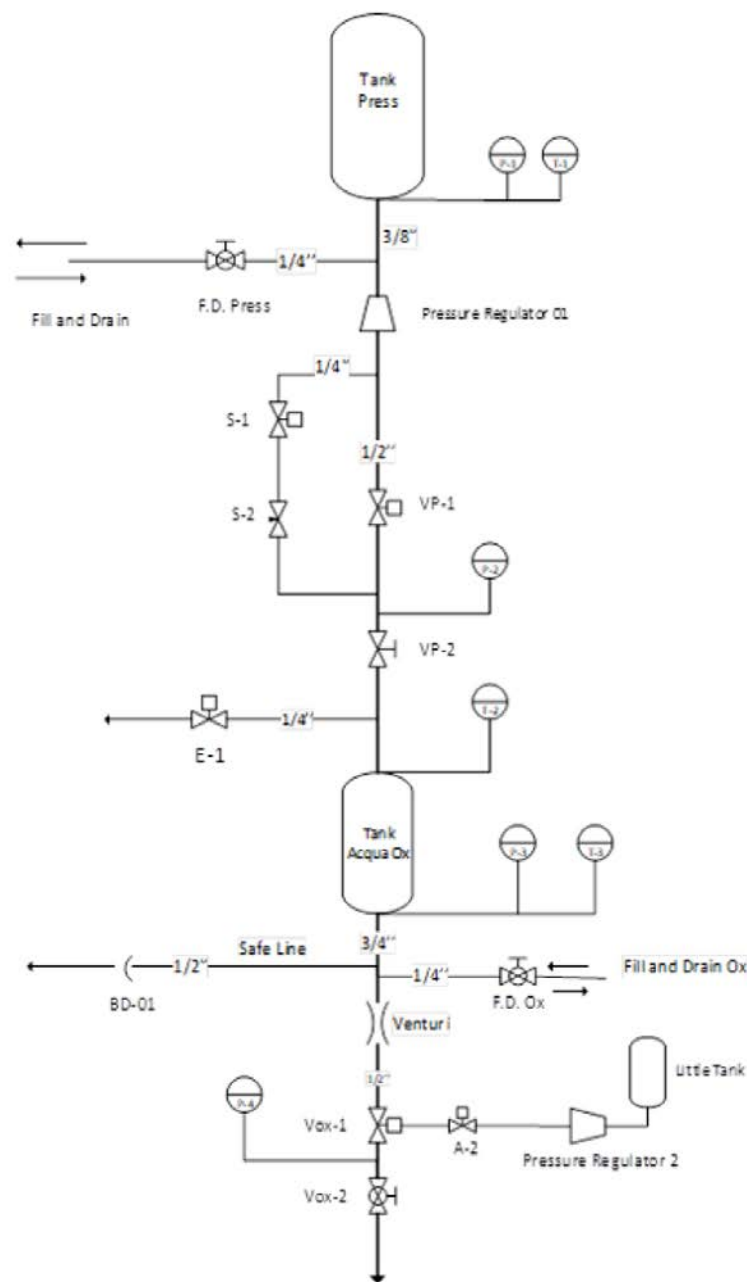 Tank
Press
P-1
T-1
3/8"
1/4''
F.D. Press
Fill and Drain
Pressure Regulator 01
1/4"
S-1
1/2''
VP-1
S-2
P-2
VP-2
T-2
1/4''
E-1
Tank
Acqua Ox
P-3
T-3
3/4''
Safe Line
1/2"
1/4''
Fill and Drain Ox
BD-01
F.D. Ox
Venturi
Little Tank
1/2"
P-4
Vox-1
A-2
Pressure Regulator 2
Vox-2